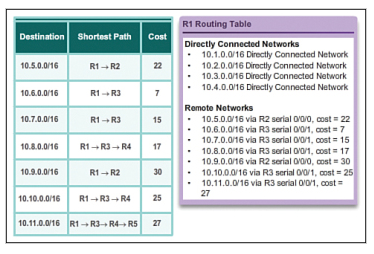 Destination Shortest Path Cost
10.5.0.0/16 R1 → R2 22
10.6.0.0/16 R1 → R3 7
10.7.0.0/16 R1 → R3 15
10.8.0.0/16 R1 → R3 → R4 17
10.9.0.0/16 R1 → R2 30
10.10.0.0/16 R1 → R3 → R4 25
10.11.0.0/16 R1 → R3 → R4 → R5 27
R1 Routing Table
Directly Connected Networks
• 10.1.0.0/16 Directly Connected Network
• 10.2.0.0/16 Directly Connected Network
• 10.3.0.0/16 Directly Connected Network
• 10.4.0.0/16 Directly Connected Network
Remote Networks
• 10.5.0.0/16 via R2 serial 0/0/0, cost = 22
• 10.6.0.0/16 via R3 serial 0/0/1, cost = 7
• 10.7.0.0/16 via R3 serial 0/0/1, cost = 15
• 10.8.0.0/16 via R3 serial 0/0/1, cost = 17
• 10.9.0.0/16 via R2 serial 0/0/0, cost = 30
• 10.10.0.0/16 via R3 serial 0/0/1, cost = 25
• 10.11.0.0/16 via R3 serial 0/0/1, cost =
27